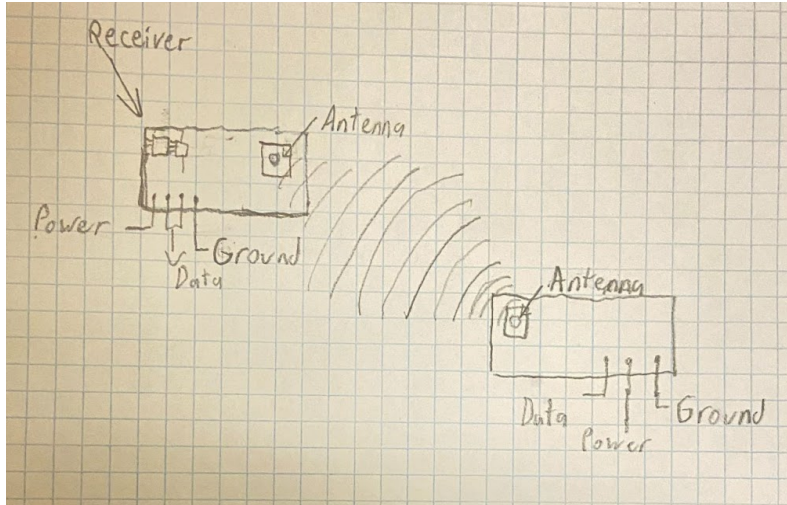 Receiver
Antenna
Power
Ground
Data
Antenna
Data
Ground
Power